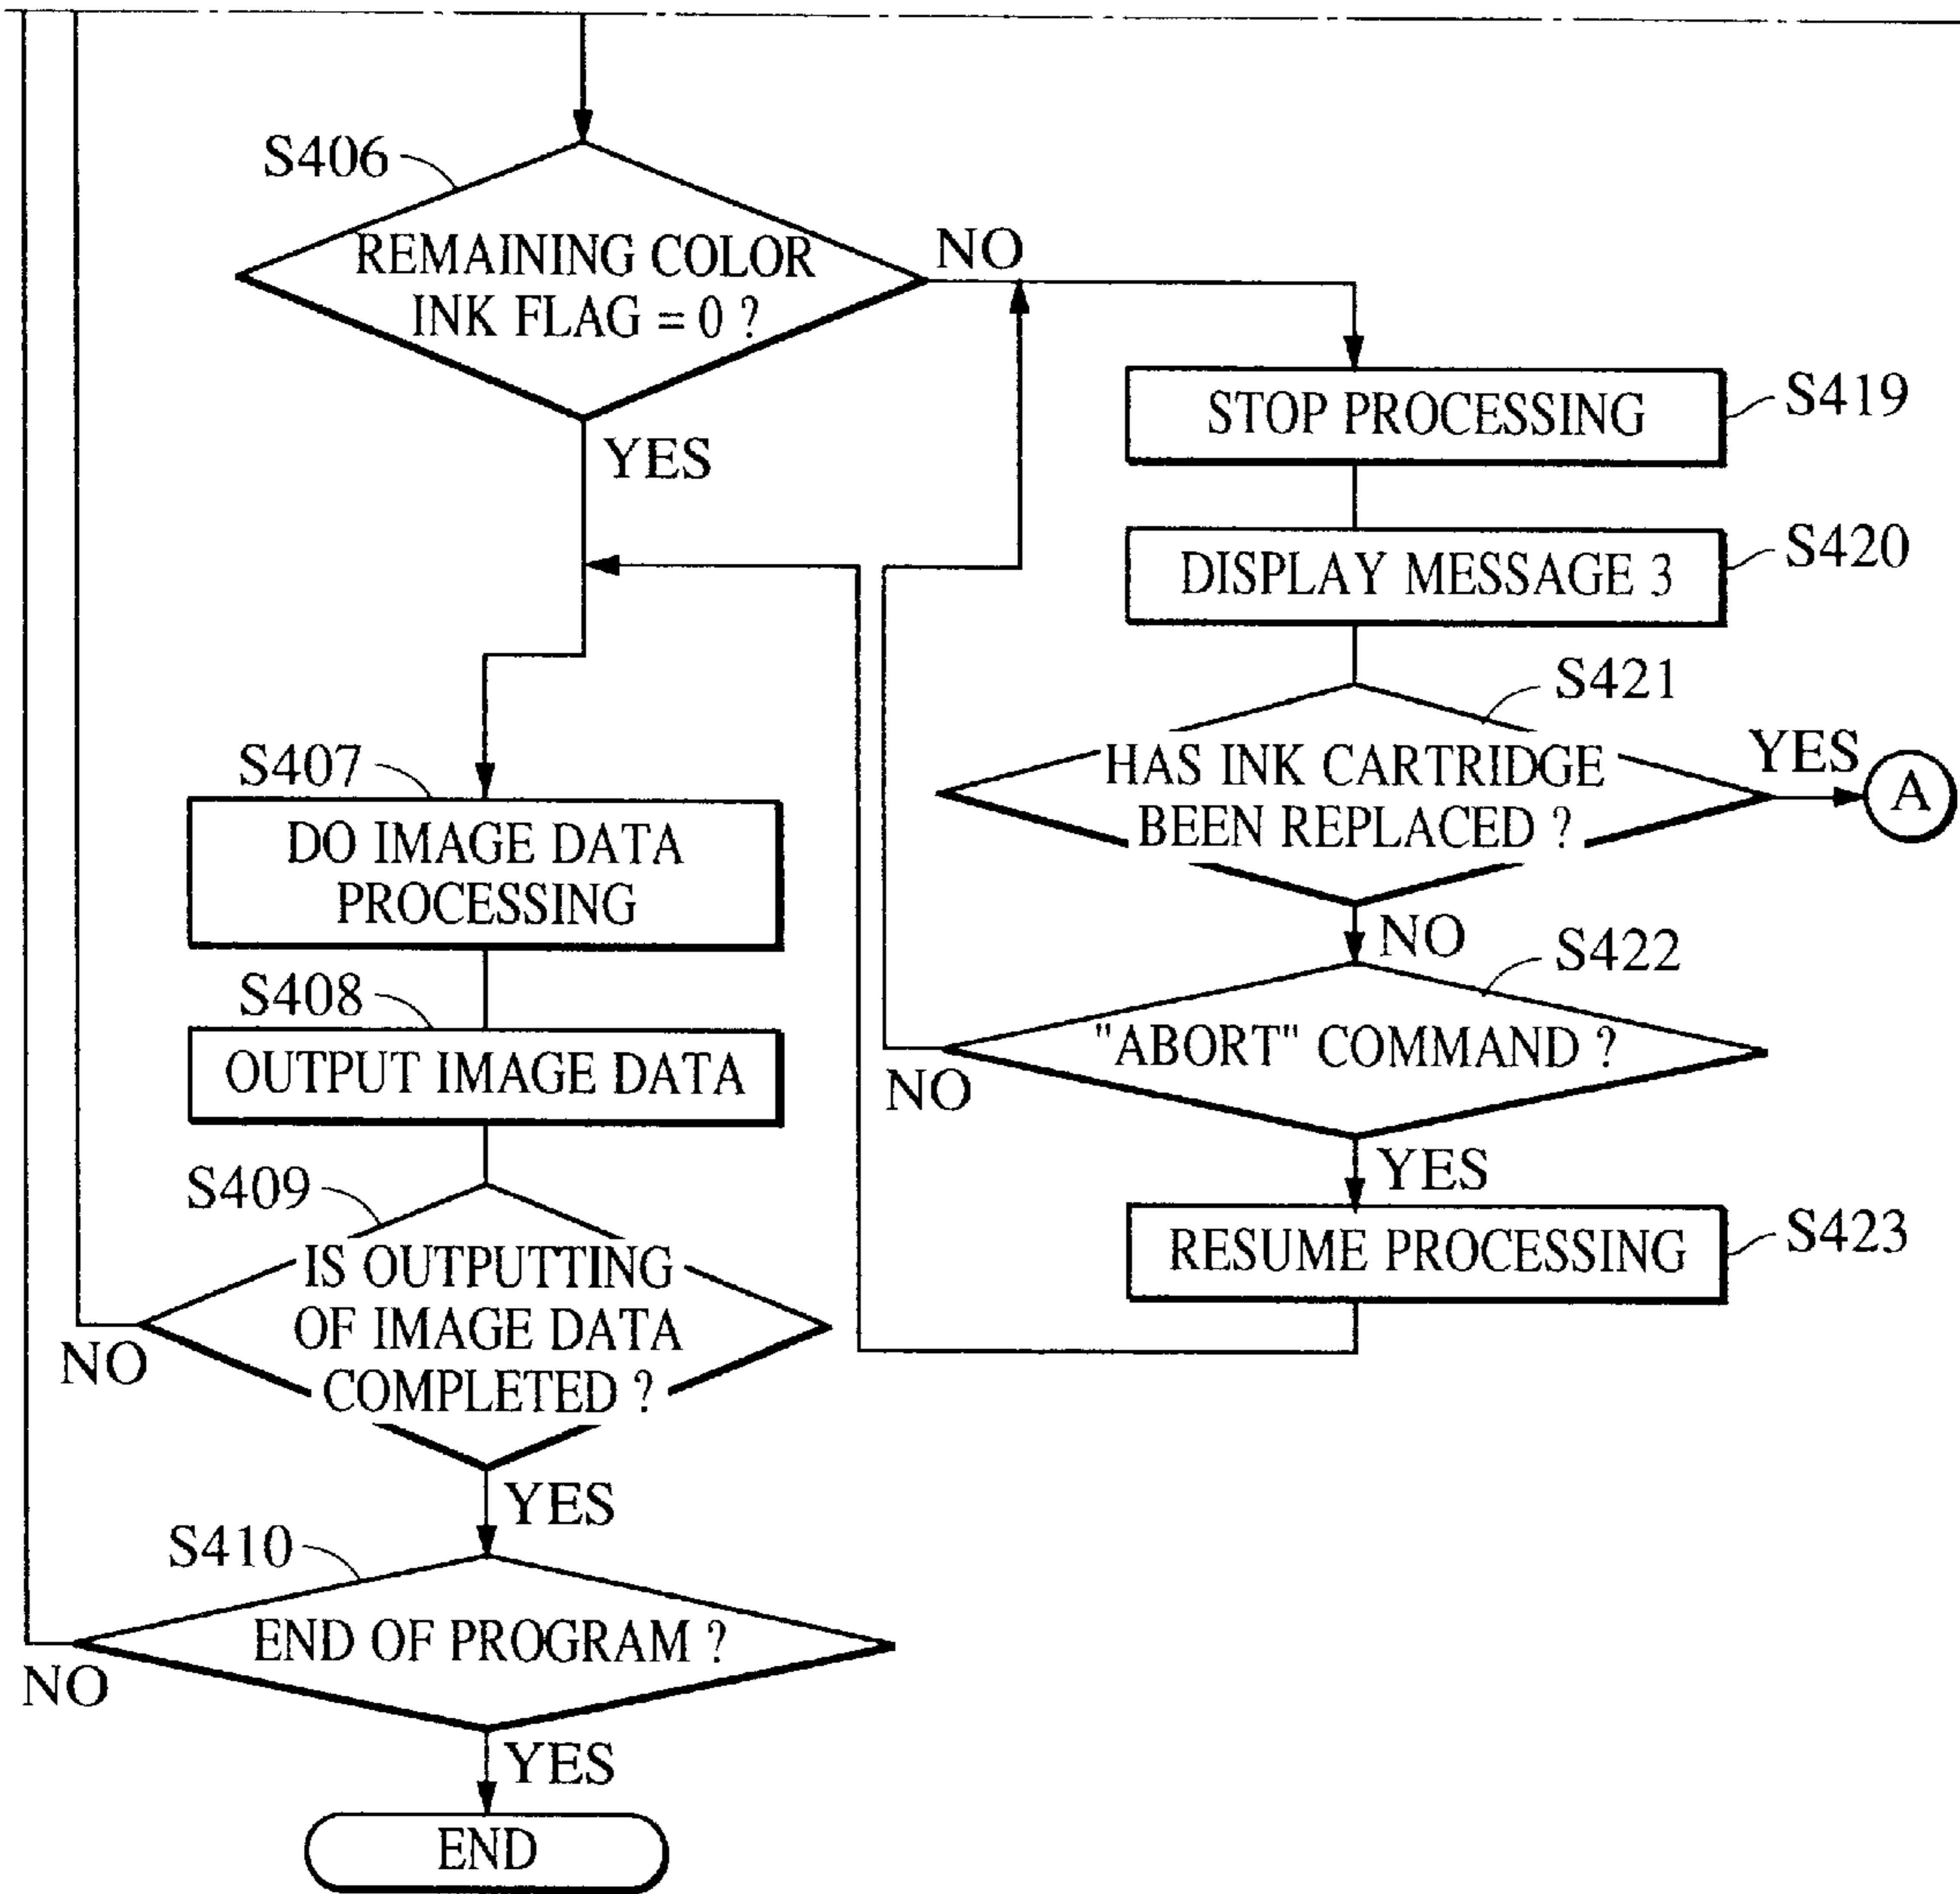 S406
REMAINING COLOR
INK FLAG = 0 ?
NO
YES
STOP PROCESSING
S419
DISPLAY MESSAGE 3
S420
S421
HAS INK CARTRIDGE
BEEN REPLACED ?
YES
A
NO
S422
"ABORT" COMMAND ?
NO
YES
RESUME PROCESSING
S423
S407
DO IMAGE DATA
PROCESSING
S408
OUTPUT IMAGE DATA
S409
IS OUTPUTTING
OF IMAGE DATA
COMPLETED ?
NO
YES
S410
END OF PROGRAM ?
NO
YES
END